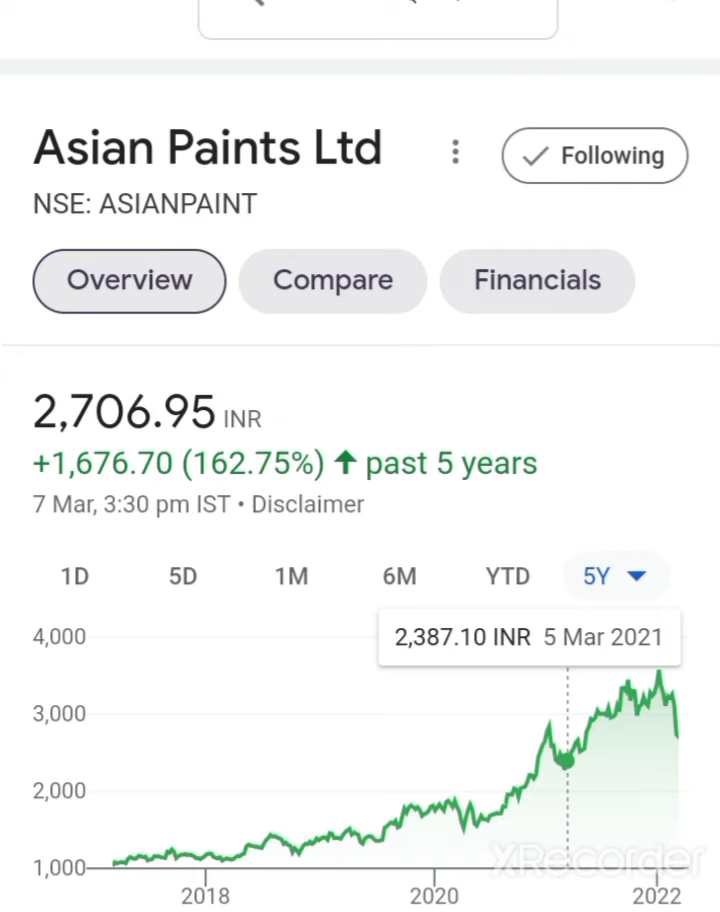 Asian Paints Ltd
Following
NSE: ASIANPAINT
Overview
Compare
Financials
2,706.95 INR
+1,676.70 (162.75%) ↑ past 5 years
7 Mar, 3:30 pm IST • Disclaimer
1D 5D 1M 6M YTD 5Y
2,387.10 INR 5 Mar 2021
4,000
3,000
2,000
1,000
2018 2020 2022
XRecorder